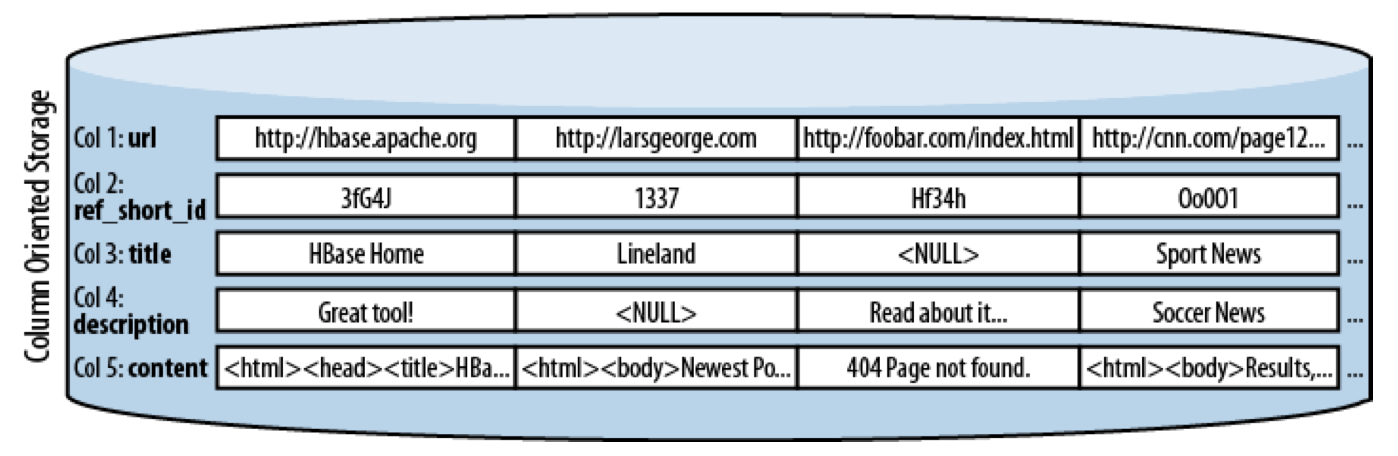 Column Oriented Storage
Col 1: url http://hbase.apache.org http://larsgeorge.com http://foobar.com/index.html http://cnn.com/page12... ...
Col 2:
ref_short_id 3fG4J 1337 Hf34h Oo001 ...
Col 3: title HBase Home Lineland <NULL> Sport News ...
Col 4:
description Great tool! <NULL> Read about it... Soccer News ...
Col 5: content <html><head><title>HBa... <html><body>Newest Po... 404 Page not found. <html><body>Results,... ...